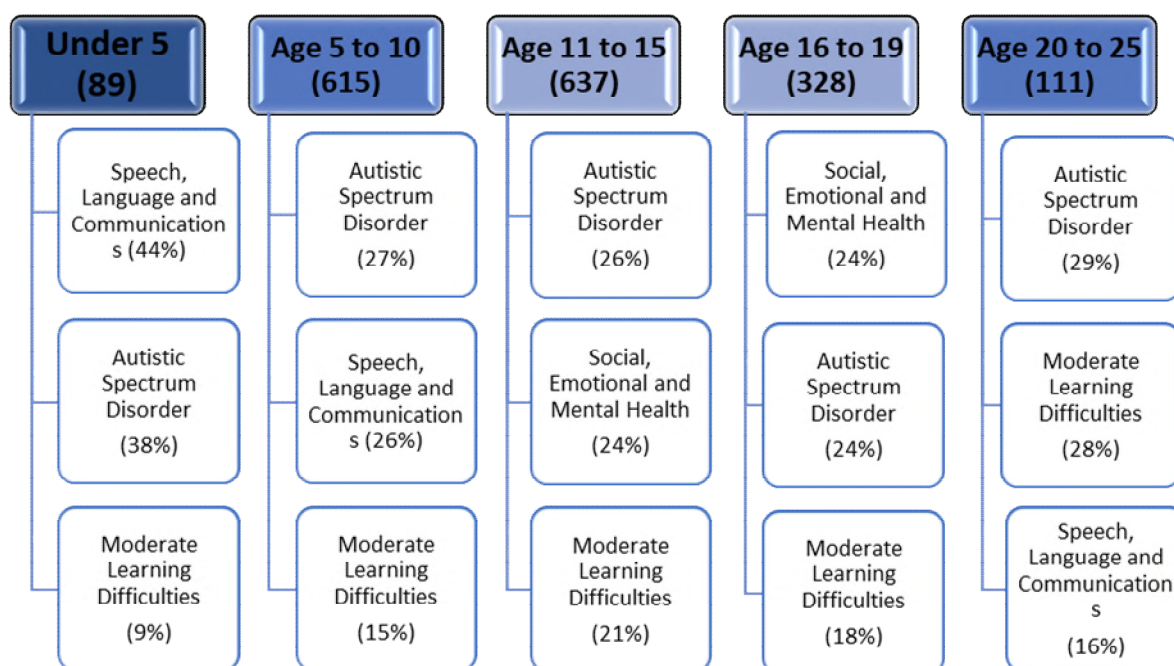 Under 5
(89)
Speech,
Language and
Communication
s (44%)
Autistic
Spectrum
Disorder
(38%)
Moderate
Learning
Difficulties
(9%)
Age 5 to 10
(615)
Autistic
Spectrum
Disorder
(27%)
Speech,
Language and
Communication
s (26%)
Moderate
Learning
Difficulties
(15%)
Age 11 to 15
(637)
Autistic
Spectrum
Disorder
(26%)
Social,
Emotional and
Mental Health
(24%)
Moderate
Learning
Difficulties
(21%)
Age 16 to 19
(328)
Social,
Emotional and
Mental Health
(24%)
Autistic
Spectrum
Disorder
(24%)
Moderate
Learning
Difficulties
(18%)
Age 20 to 25
(111)
Autistic
Spectrum
Disorder
(29%)
Moderate
Learning
Difficulties
(28%)
Speech,
Language and
Communication
s
(16%)